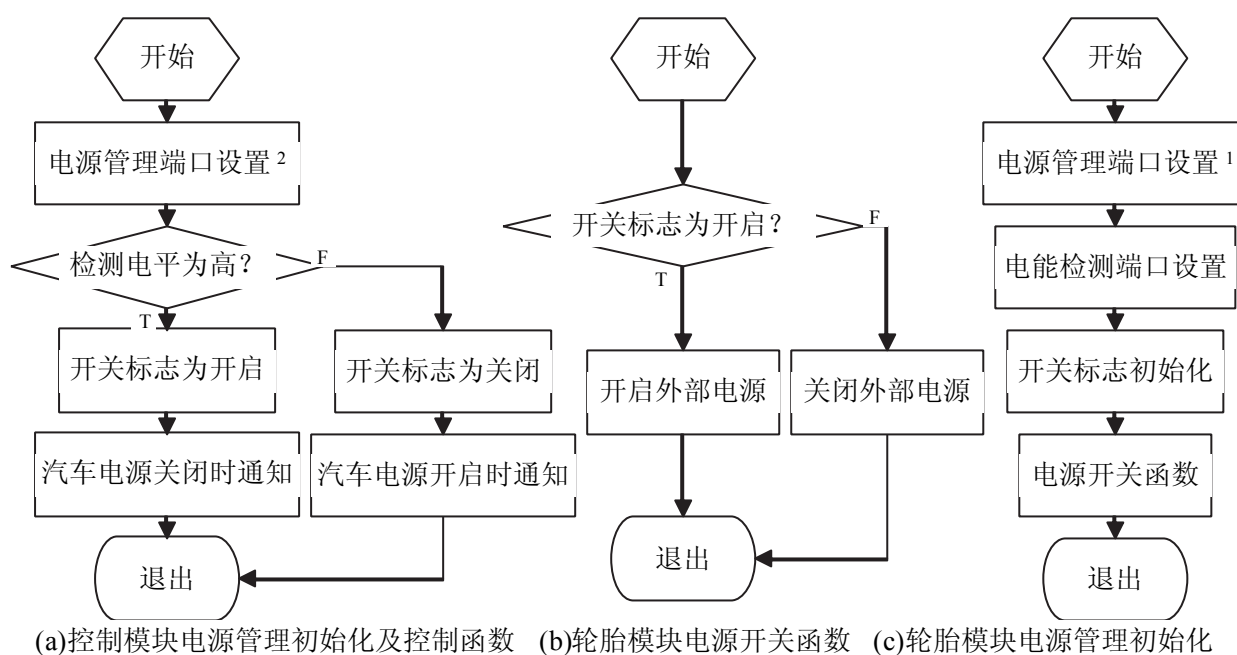 开始
电源管理端口设置2
检测电平为高？
F
T
开关标志为开启
开关标志为关闭
汽车电源关闭时通知
汽车电源开启时通知
退出
(a)控制模块电源管理初始化及控制函数
开始
开关标志为开启？
F
T
开启外部电源
关闭外部电源
退出
(b)轮胎模块电源开关函数
开始
电源管理端口设置1
电能检测端口设置
开关标志初始化
电源开关函数
退出
(c)轮胎模块电源管理初始化